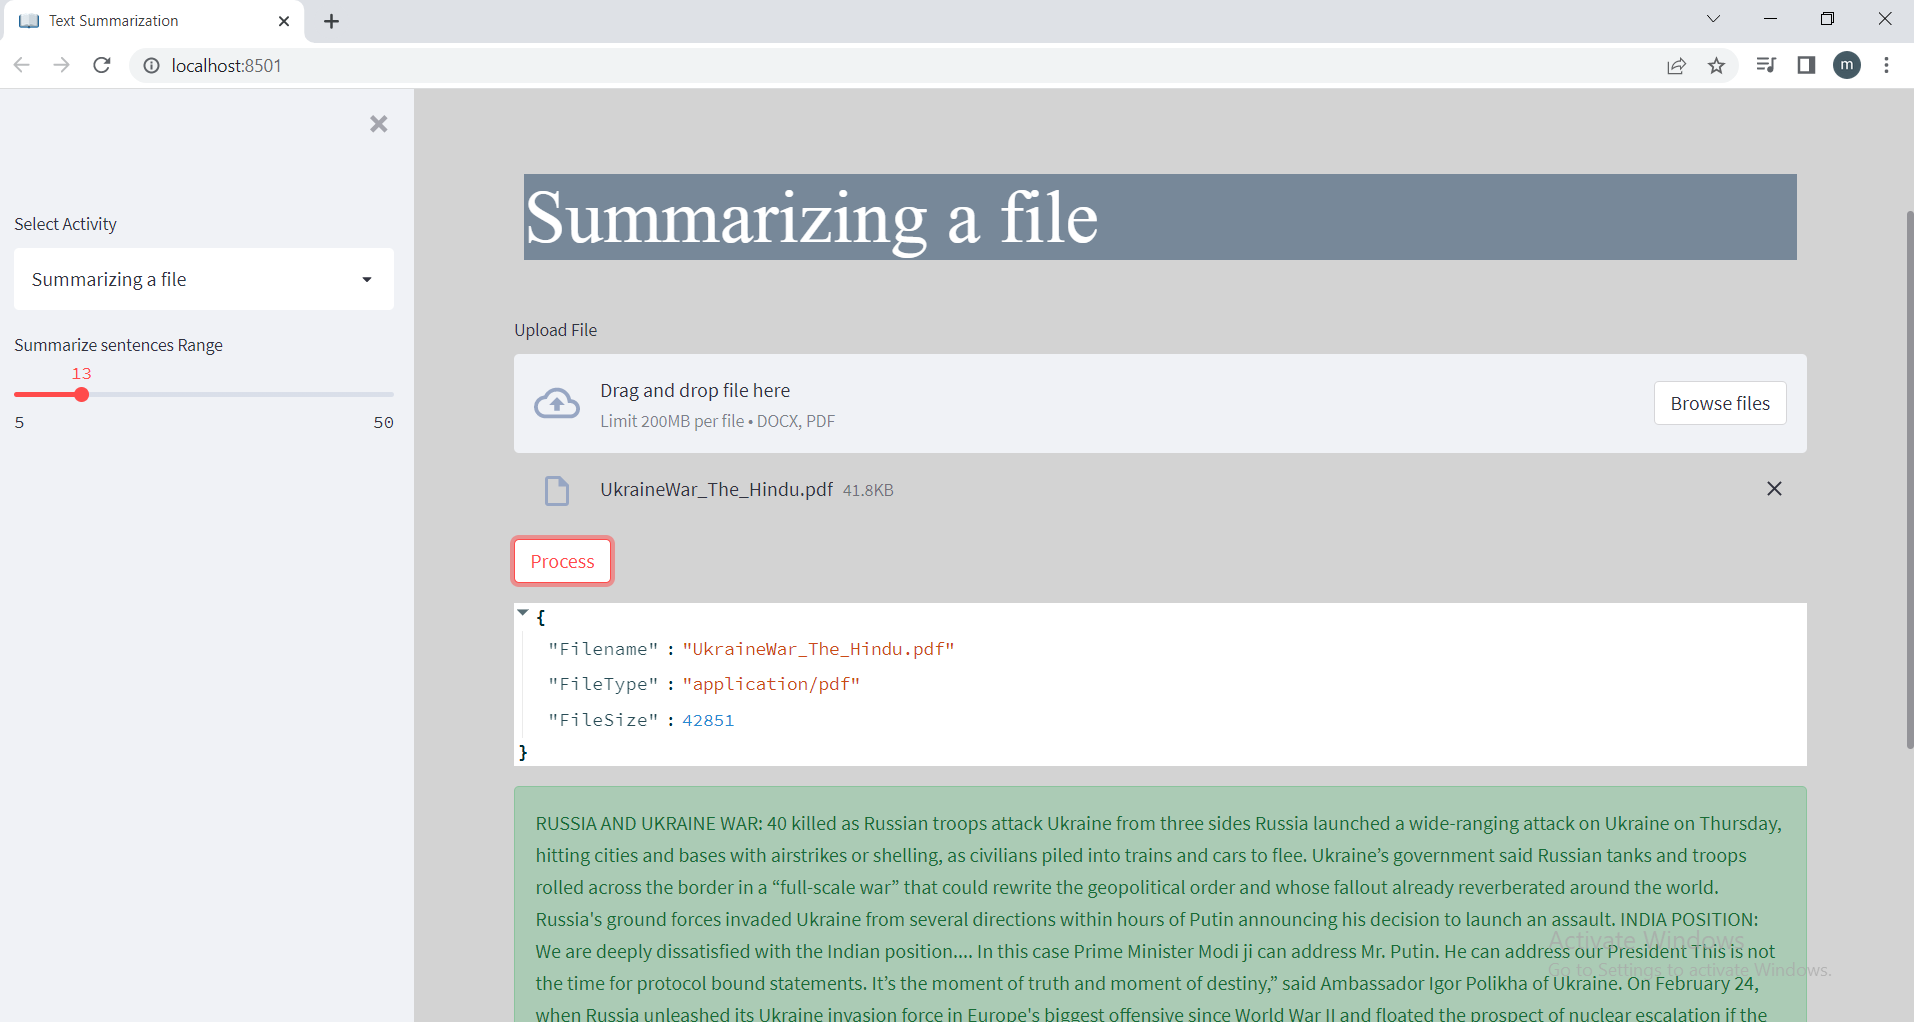 Text Summarization
localhost:8501
m
Select Activity
Summarizing a file
Summarize sentences Range
13
5 50
Summarizing a file
Upload File
Drag and drop file here
Limit 200MB per file • DOCX, PDF
Browse files
UkraineWar_The_Hindu.pdf 41.8KB
Process
{
"Filename" : "UkraineWar_The_Hindu.pdf"
"FileType" : "application/pdf"
"FileSize" : 42851
}
RUSSIA AND UKRAINE WAR: 40 killed as Russian troops attack Ukraine from three sides Russia launched a wide-ranging attack on Ukraine on Thursday,
hitting cities and bases with airstrikes or shelling, as civilians piled into trains and cars to flee. Ukraine’s government said Russian tanks and troops
rolled across the border in a “full-scale war” that could rewrite the geopolitical order and whose fallout already reverberated around the world.
Russia's ground forces invaded Ukraine from several directions within hours of Putin announcing his decision to launch an assault. INDIA POSITION:
We are deeply dissatisfied with the Indian position.... In this case Prime Minister Modi ji can address Mr. Putin. He can address our President This is not
the time for protocol bound statements. It’s the moment of truth and moment of destiny,” said Ambassador Igor Polikha of Ukraine. On February 24,
when Russia unleashed its Ukraine invasion force in Europe's biggest offensive since World War II and floated the prospect of nuclear escalation if the
Activate Windows
Go to Settings to activate Windows.